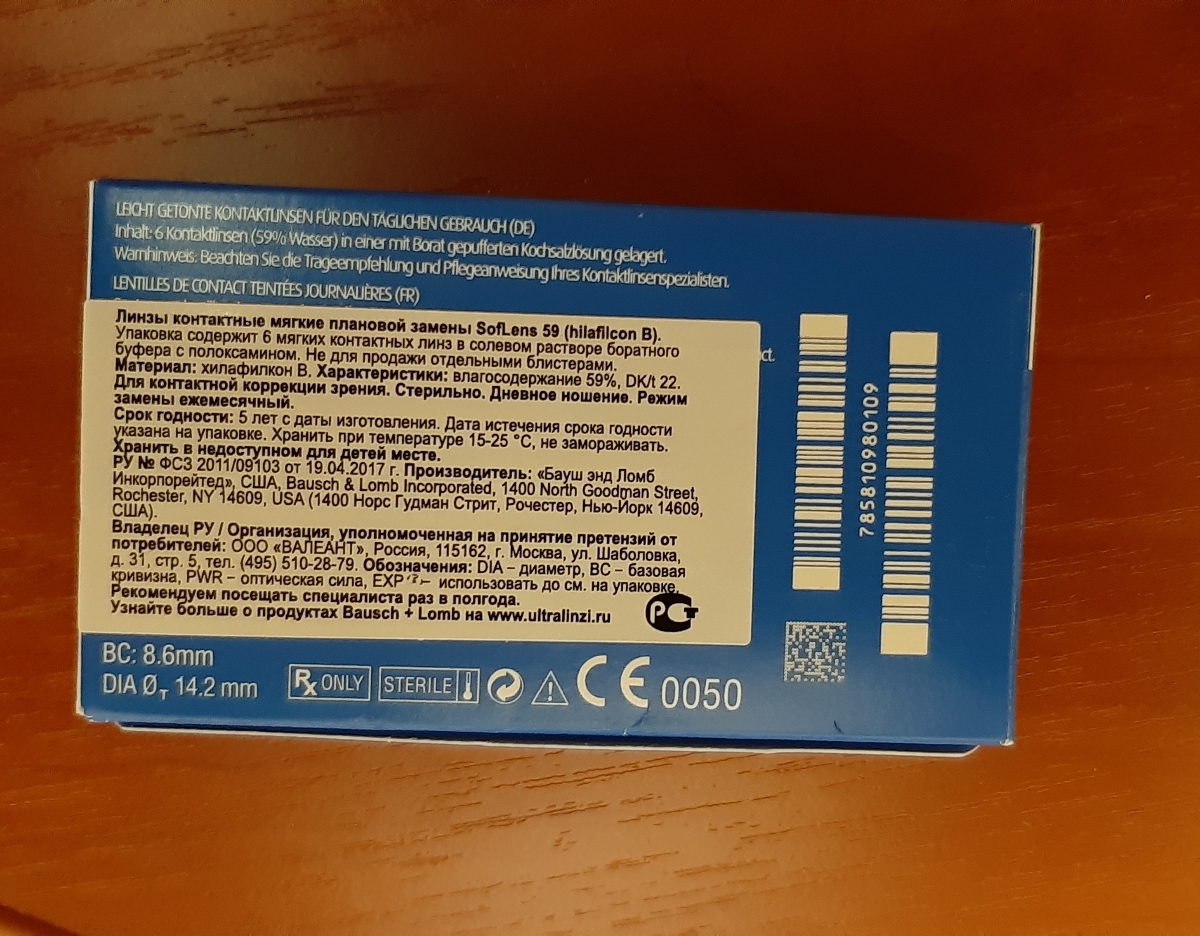 LEICHT GETÖNTE KONTAKTLINSEN FÜR DEN TÄGLICHEN GEBRAUCH (DE)
Inhalt: 6 Kontaktlinsen (59% Wasser) in einer mit Borat gepufferten Kochsalzlösung gelagert.
Warnhinweis: Beachten Sie die Trageempfehlung und Pflegeanweisung Ihres Kontaktlinsenspezialisten.
LENTILLES DE CONTACT TEINTÉES JOURNALIÈRES (FR)
Линзы контактные мягкие плановой замены SofLens 59 (hilafilcon B).
Упаковка содержит 6 мягких контактных линз в солевом растворе боратного
буфера с полоксамином. Не для продажи отдельными блистерами.
Материал: хилафилкон В. Характеристики: влагосодержание 59%, DK/t 22.
Для контактной коррекции зрения. Стерильно. Дневное ношение. Режим
замены ежемесячный.
Срок годности: 5 лет с даты изготовления. Дата истечения срока годности
указана на упаковке. Хранить при температуре 15-25 °C, не замораживать.
Хранить в недоступном для детей месте.
РУ № ФСЗ 2011/09103 от 19.04.2017 г. Производитель: «Бауш энд Ломб
Инкорпорейтед», США, Bausch & Lomb Incorporated, 1400 North Goodman Street,
Rochester, NY 14609, USA (1400 Норс Гудман Стрит, Рочестер, Нью-Йорк 14609,
США).
Владелец РУ / Организация, уполномоченная на принятие претензий от
потребителей: ООО «ВАЛЕАНТ», Россия, 115162, г. Москва, ул. Шаболовка,
д. 31, стр. 5, тел. (495) 510-28-79. Обозначения: DIA – диаметр, BC – базовая
кривизна, PWR – оптическая сила, EXP – использовать до см. на упаковке.
Рекомендуем посещать специалиста раз в полгода.
Узнайте больше о продуктах Bausch + Lomb на www.ultralinzi.ru
РСТ
ct.
785810980109
BC: 8.6mm
DIA Ø T 14.2 mm
Rx ONLY
STERILE
CE 0050